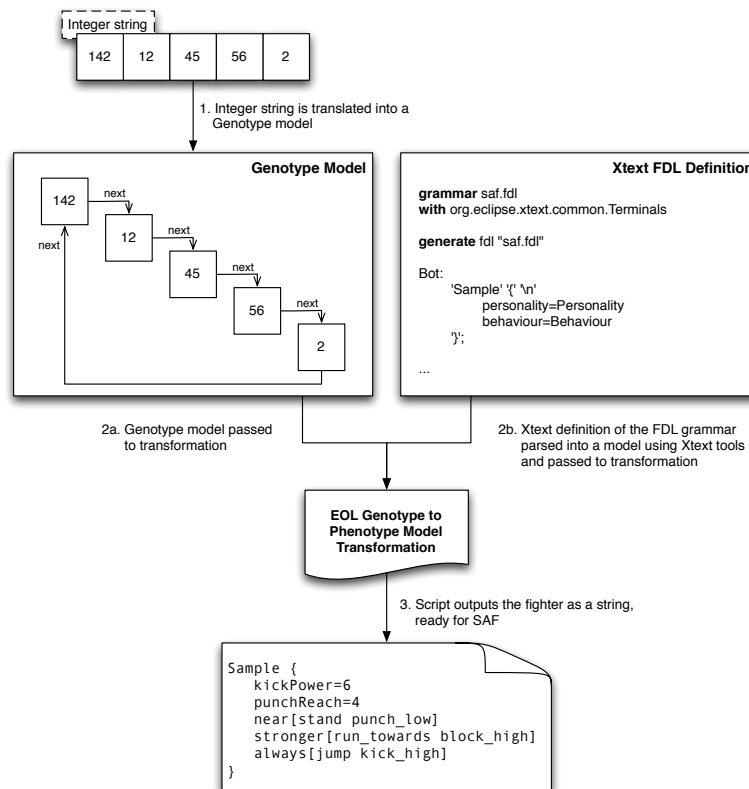 Integer string
142 12 45 56 2
1. Integer string is translated into a
Genotype model
Genotype Model
142
next
12
next
45
next
56
next
2
next
Xtext FDL Definition
grammar saf.fdl
with org.eclipse.xtext.common.Terminals
generate fdl "saf.fdl"
Bot:
'Sample' '{' '\n'
personality=Personality
behaviour=Behaviour
'}';
...
2a. Genotype model passed
to transformation
2b. Xtext definition of the FDL grammar
parsed into a model using Xtext tools
and passed to transformation
EOL Genotype to
Phenotype Model
Transformation
3. Script outputs the fighter as a string,
ready for SAF
Sample {
kickPower=6
punchReach=4
near[stand punch_low]
stronger[run_towards block_high]
always[jump kick_high]
}